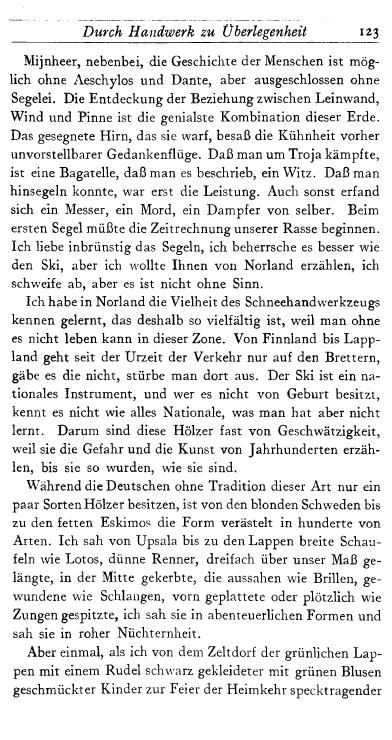 Durch Handwerk zu Überlegenheit 123
Mijnheer, nebenbei, die Geschichte der Menschen ist mög-
lich ohne Aeschylos und Dante, aber ausgeschlossen ohne
Segelei. Die Entdeckung der Beziehung zwischen Leinwand,
Wind und Pinne ist die genialste Kombination dieser Erde.
Das gesegnete Hirn, das sie warf, besaß die Kühnheit vorher
unvorstellbarer Gedankenflüge. Daß man um Troja kämpfte,
ist eine Bagatelle, daß man es beschrieb, ein Witz. Daß man
hinsegeln konnte, war erst die Leistung. Auch sonst erfand
sich ein Messer, ein Mord, ein Dampfer von selber. Beim
ersten Segel müßte die Zeitrechnung unserer Rasse beginnen.
Ich liebe inbrünstig das Segeln, ich beherrsche es besser wie
den Ski, aber ich wollte Ihnen von Norland erzählen, ich
schweife ab, aber es ist nicht ohne Sinn.
Ich habe in Norland die Vielheit des Schneehandwerkzeugs
kennen gelernt, das deshalb so vielfältig ist, weil man ohne
es nicht leben kann in dieser Zone. Von Finnland bis Lapp-
land geht seit der Urzeit der Verkehr nur auf den Brettern,
gäbe es die nicht, stürbe man dort aus. Der Ski ist ein na-
tionales Instrument, und wer es nicht von Geburt besitzt,
kennt es nicht wie alles Nationale, was man hat aber nicht
lernt. Darum sind diese Hölzer fast von Geschwätzigkeit,
weil sie die Gefahr und die Kunst von Jahrhunderten erzäh-
len, bis sie so wurden, wie sie sind.
Während die Deutschen ohne Tradition dieser Art nur ein
paar Sorten Hölzer besitzen, ist von den blonden Schweden bis
zu den fetten Eskimos die Form verästelt in hunderte von
Arten. Ich sah von Upsala bis zu den Lappen breite Schau-
feln wie Lotos, dünne Renner, dreifach über unser Maß ge-
längte, in der Mitte gekerbte, die aussahen wie Brillen, ge-
wundene wie Schlangen, vorn geplattete oder plötzlich wie
Zungen gespitzte, ich sah sie in abenteuerlichen Formen und
sah sie in roher Nüchternheit.
Aber einmal, als ich von dem Zeltdorf der grünlichen Lap-
pen mit einem Rudel schwarz gekleideter mit grünen Blusen
geschmückter Kinder zur Feier der Heimkehr specktragender